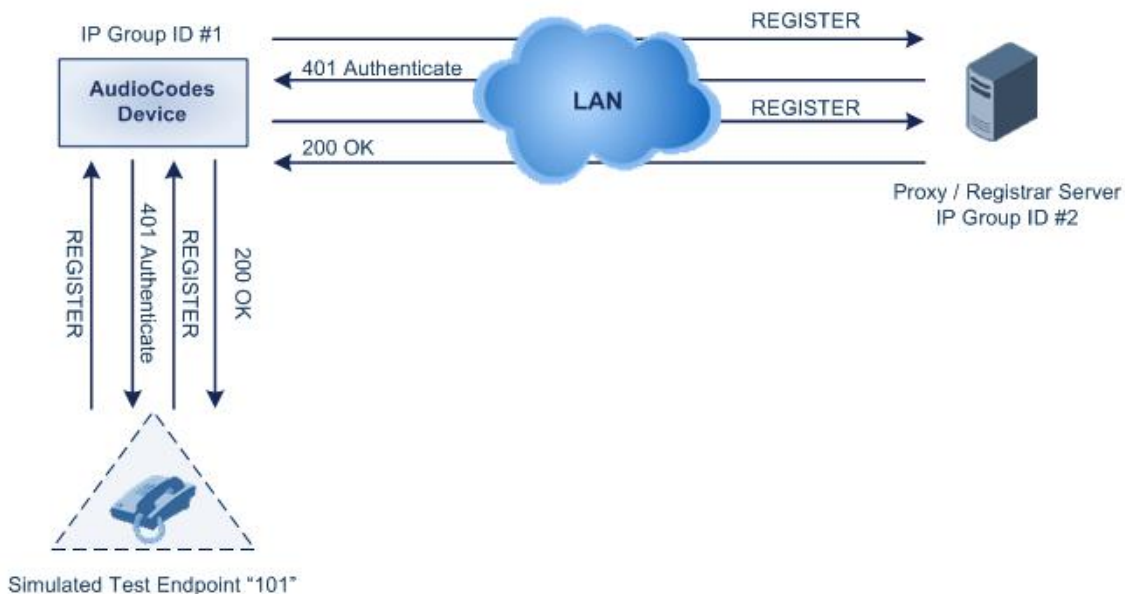 IP Group ID #1
REGISTER
AudioCodes
Device
401 Authenticate
LAN
REGISTER
200 OK
Proxy / Registrar Server
IP Group ID #2
REGISTER
401 Authenticate
REGISTER
200 OK
Simulated Test Endpoint "101"